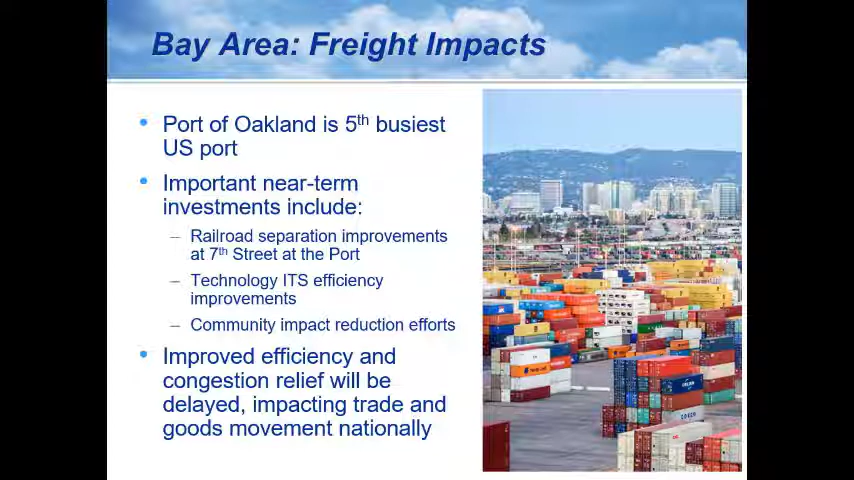 Bay Area: Freight Impacts
• Port of Oakland is 5th busiest
US port
• Important near-term
investments include:
– Railroad separation improvements
at 7th Street at the Port
– Technology ITS efficiency
improvements
– Community impact reduction efforts
• Improved efficiency and
congestion relief will be
delayed, impacting trade and
goods movement nationally